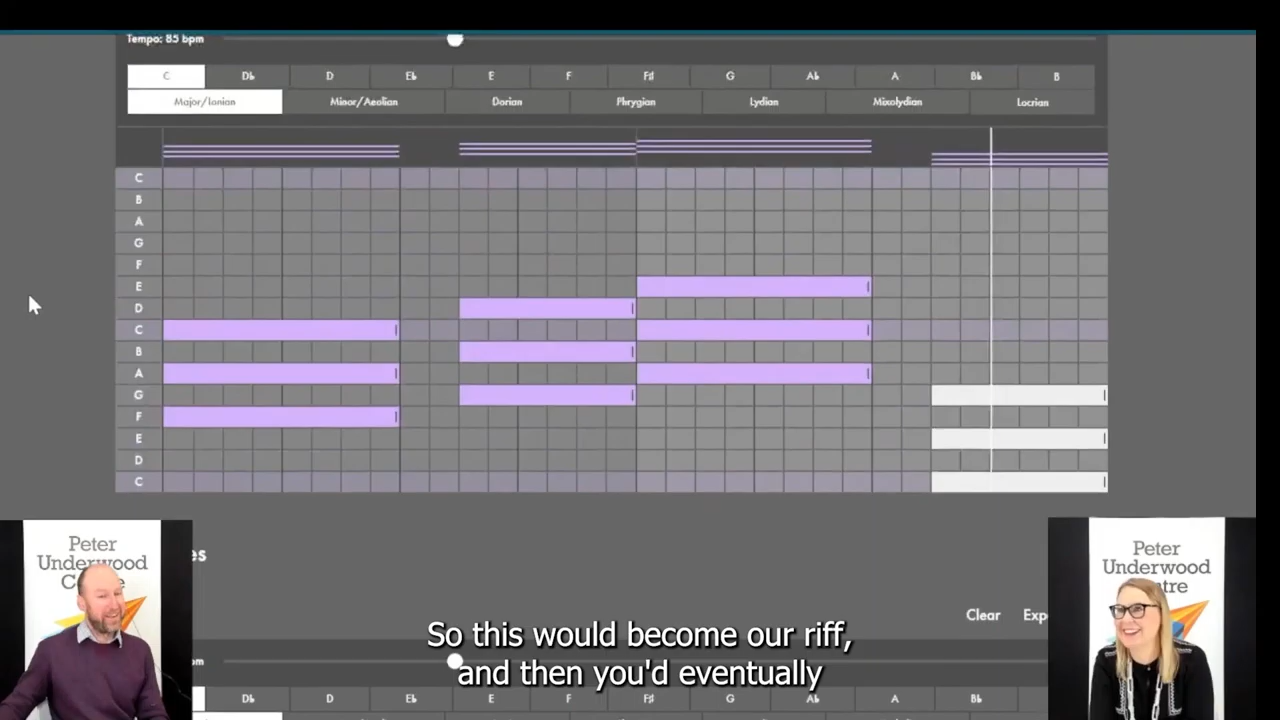 Tempo: 85 bpm
C Db D Eb E F F# G Ab A Bb B
Major/Ionian Minor/Aeolian Dorian Phrygian Lydian Mixolydian Locrian
C
B
A
G
F
E
D
C
B
A
G
F
E
D
C
Peter
Underwood
Peter
Underwood
Clear
So this would become our riff,
and then you'd eventually
Db D Eb E F F# G Ab A Bb